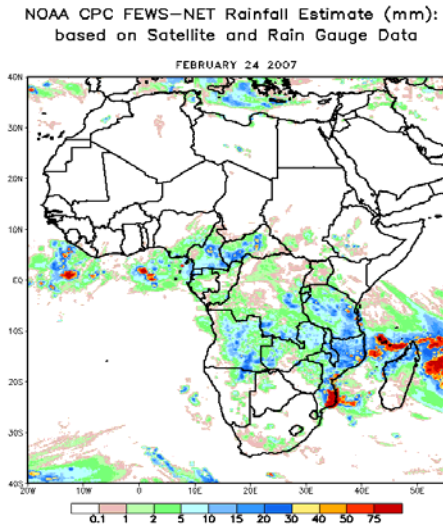 NOAA CPC FEWS-NET Rainfall Estimate (mm):
based on Satellite and Rain Gauge Data
FEBRUARY 24 2007
40N
30N
20N
10N
EQ
10S
20S
30S
40S
20W 10W 0 10E 20E 30E 40E 50E
0.1 1 2 5 10 15 20 30 40 50 75